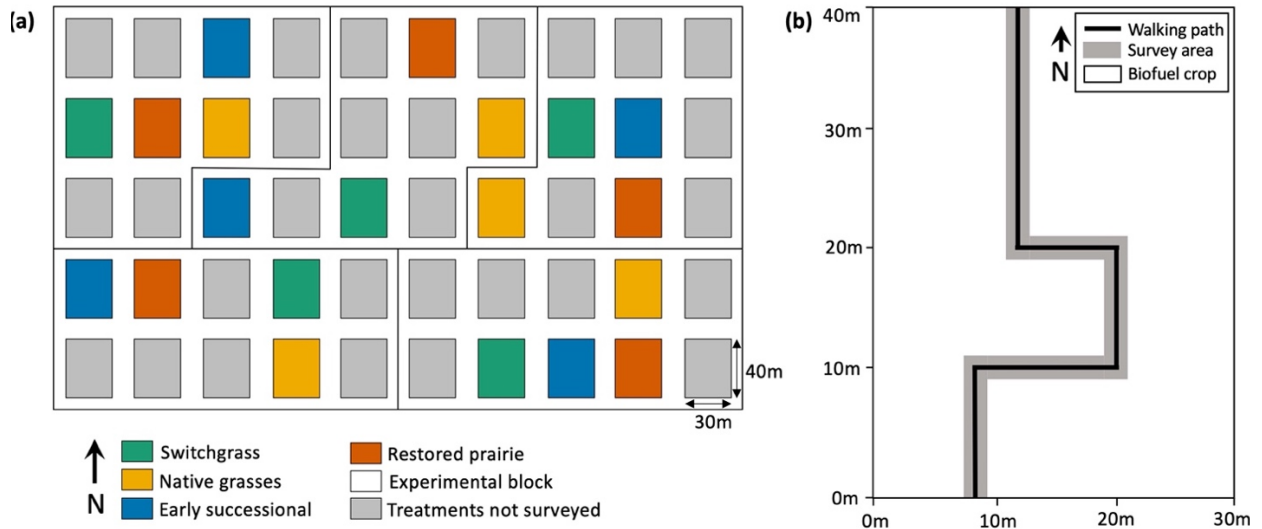 (a)
40m
30m
N
Switchgrass
Native grasses
Early successional
Restored prairie
Experimental block
Treatments not surveyed
(b)
40m
30m
20m
10m
0m
0m
10m
20m
30m
N
Walking path
Survey area
Biofuel crop